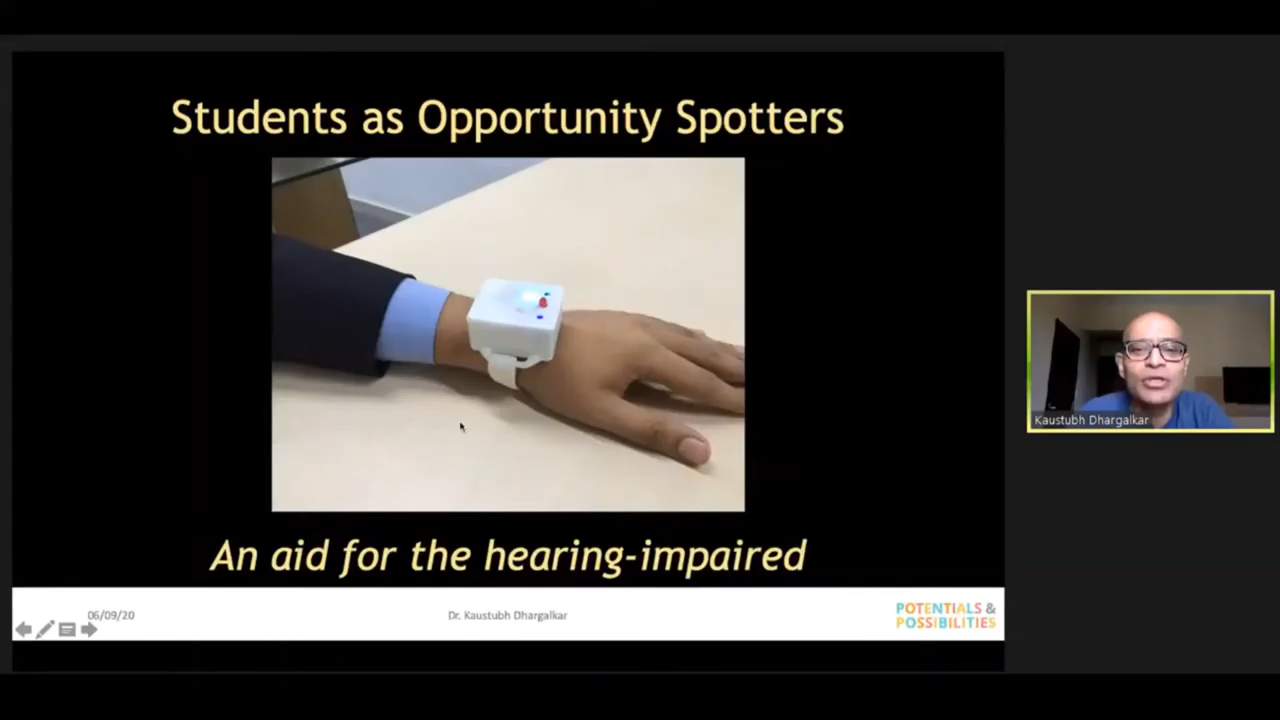 Students as Opportunity Spotters
An aid for the hearing-impaired
06/09/20
Dr. Kaustubh Dhargalkar
POTENTIALS &
POSSIBILITIES
Kaustubh Dhargalkar